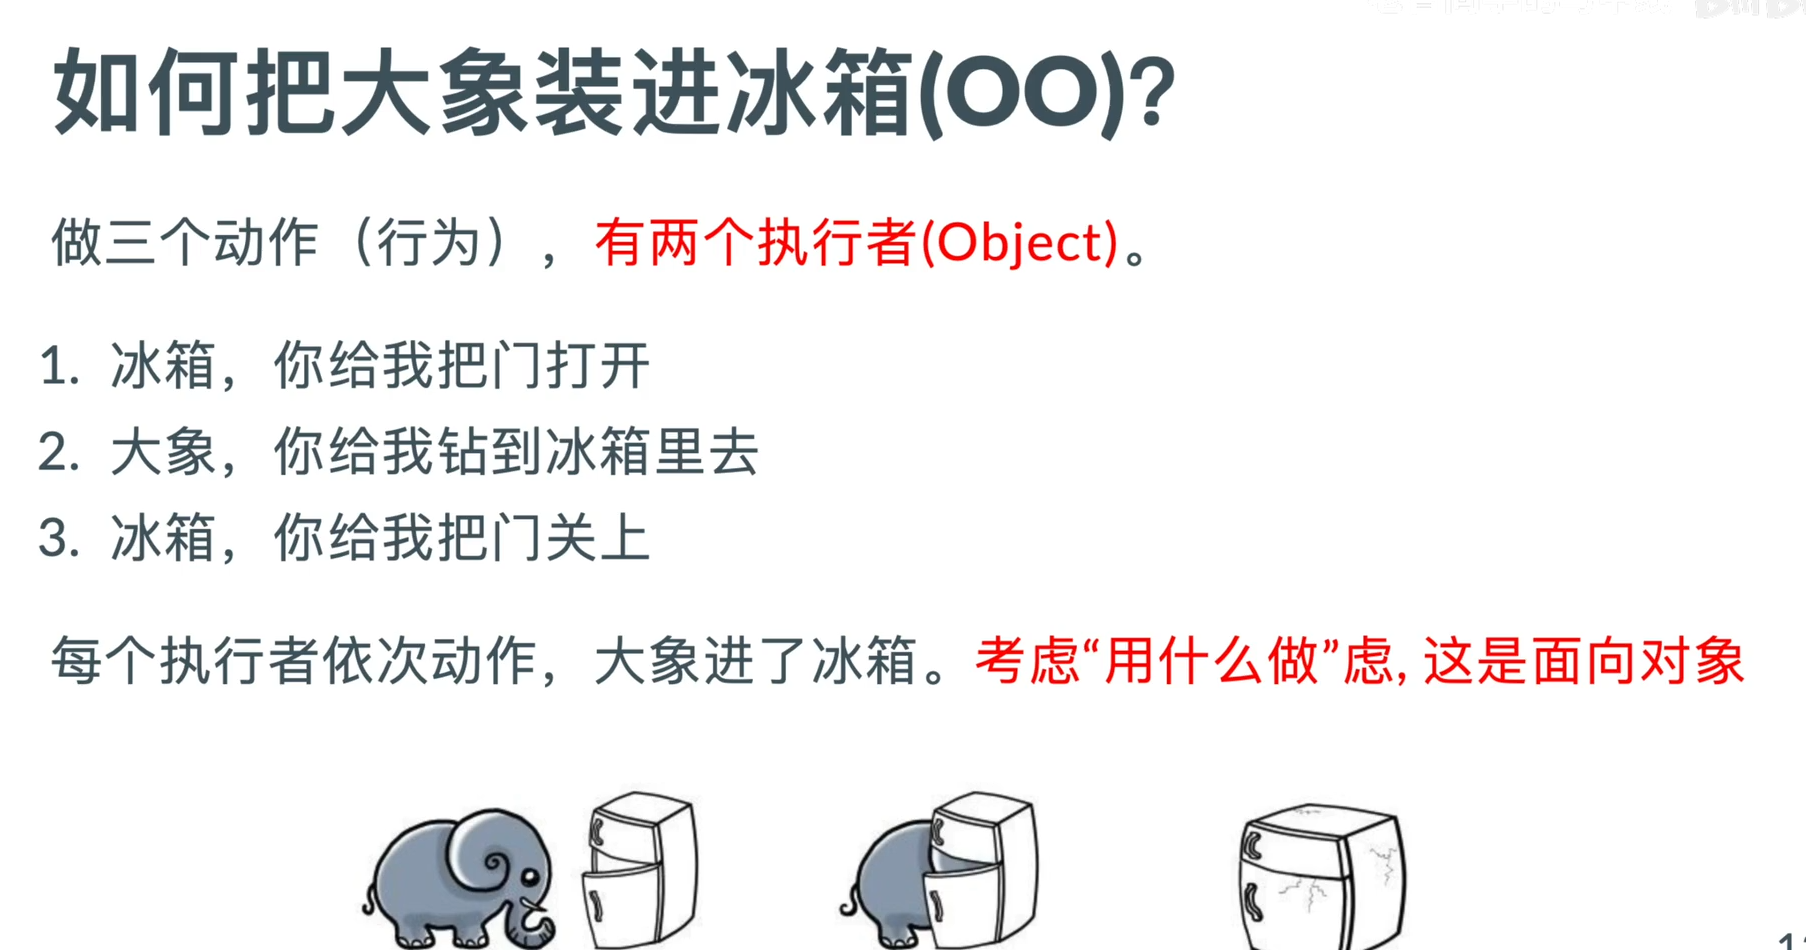 如何把大象装进冰箱(OO)?
做三个动作（行为），有两个执行者(Object)。
1. 冰箱，你给我把门打开
2. 大象，你给我钻到冰箱里去
3. 冰箱，你给我把门关上
每个执行者依次动作，大象进了冰箱。考虑“用什么做”虑, 这是面向对象